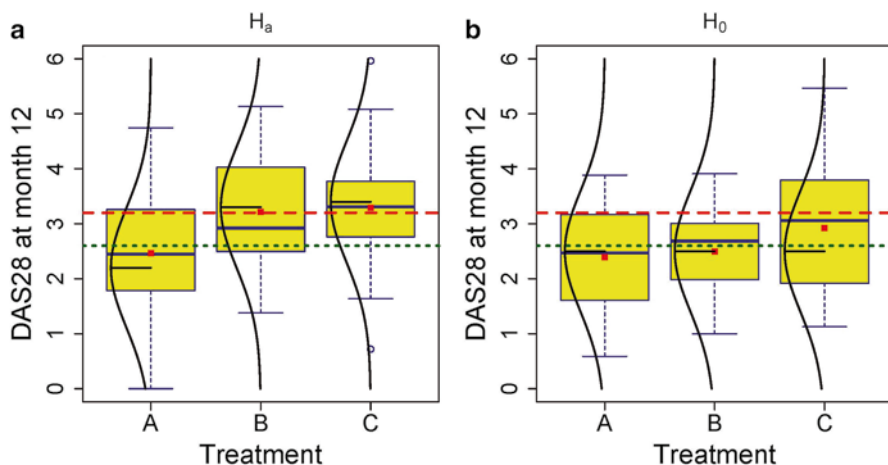 a
Hₐ
DAS28 at month 12
6
5
4
3
2
1
0
A B C
Treatment
b
H₀
DAS28 at month 12
6
5
4
3
2
1
0
A B C
Treatment